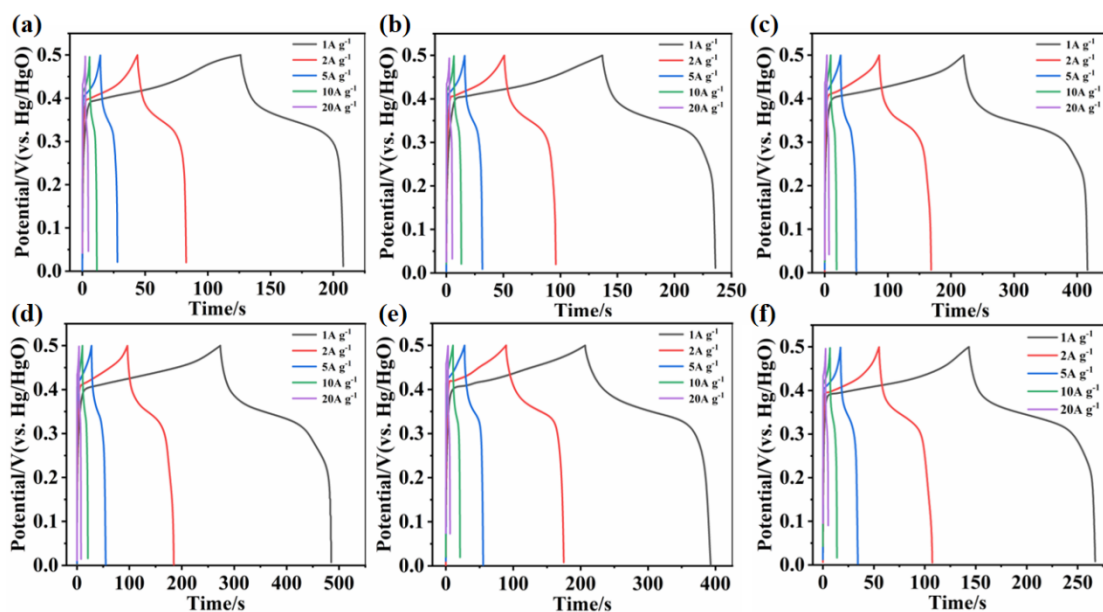 (a)
Potential/V(vs. Hg/HgO)
0.5
0.4
0.3
0.2
0.1
0.0
0 50 100 150 200
Time/s
1A g⁻¹
2A g⁻¹
5A g⁻¹
10A g⁻¹
20A g⁻¹
(b)
Potential/V(vs. Hg/HgO)
0.5
0.4
0.3
0.2
0.1
0.0
0 50 100 150 200 250
Time/s
1A g⁻¹
2A g⁻¹
5A g⁻¹
10A g⁻¹
20A g⁻¹
(c)
Potential/V(vs. Hg/HgO)
0.5
0.4
0.3
0.2
0.1
0.0
0 100 200 300 400
Time/s
1A g⁻¹
2A g⁻¹
5A g⁻¹
10A g⁻¹
20A g⁻¹
(d)
Potential/V(vs. Hg/HgO)
0.5
0.4
0.3
0.2
0.1
0.0
0 100 200 300 400 500
Time/s
1A g⁻¹
2A g⁻¹
5A g⁻¹
10A g⁻¹
20A g⁻¹
(e)
Potential/V(vs. Hg/HgO)
0.5
0.4
0.3
0.2
0.1
0.0
0 100 200 300 400
Time/s
1A g⁻¹
2A g⁻¹
5A g⁻¹
10A g⁻¹
20A g⁻¹
(f)
Potential/V(vs. Hg/HgO)
0.5
0.4
0.3
0.2
0.1
0.0
0 50 100 150 200 250
Time/s
1A g⁻¹
2A g⁻¹
5A g⁻¹
10A g⁻¹
20A g⁻¹